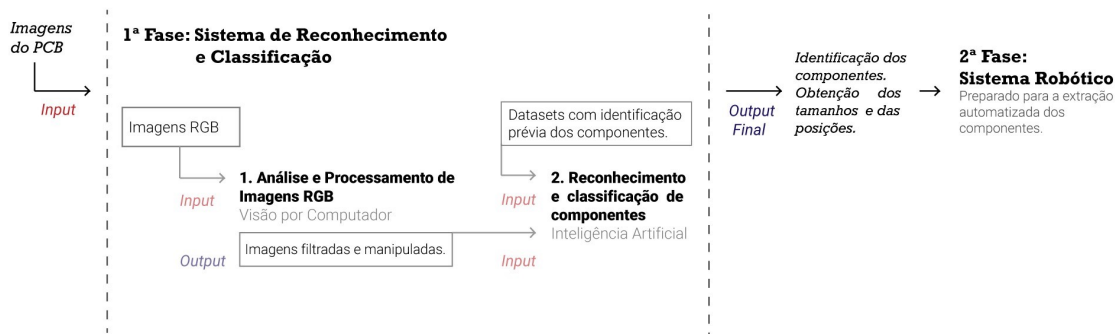 Imagens
do PCB
Input
1ª Fase: Sistema de Reconhecimento
e Classificação
Imagens RGB
Input
1. Análise e Processamento de
Imagens RGB
Visão por Computador
Output
Imagens filtradas e manipuladas.
Datasets com identificação
prévia dos componentes.
Input
2. Reconhecimento
e classificação de
componentes
Inteligência Artificial
Input
Output
Final
Identificação dos
componentes.
Obtenção dos
tamanhos e das
posições.
2ª Fase:
Sistema Robótico
Preparado para a extração
automatizada dos
componentes.